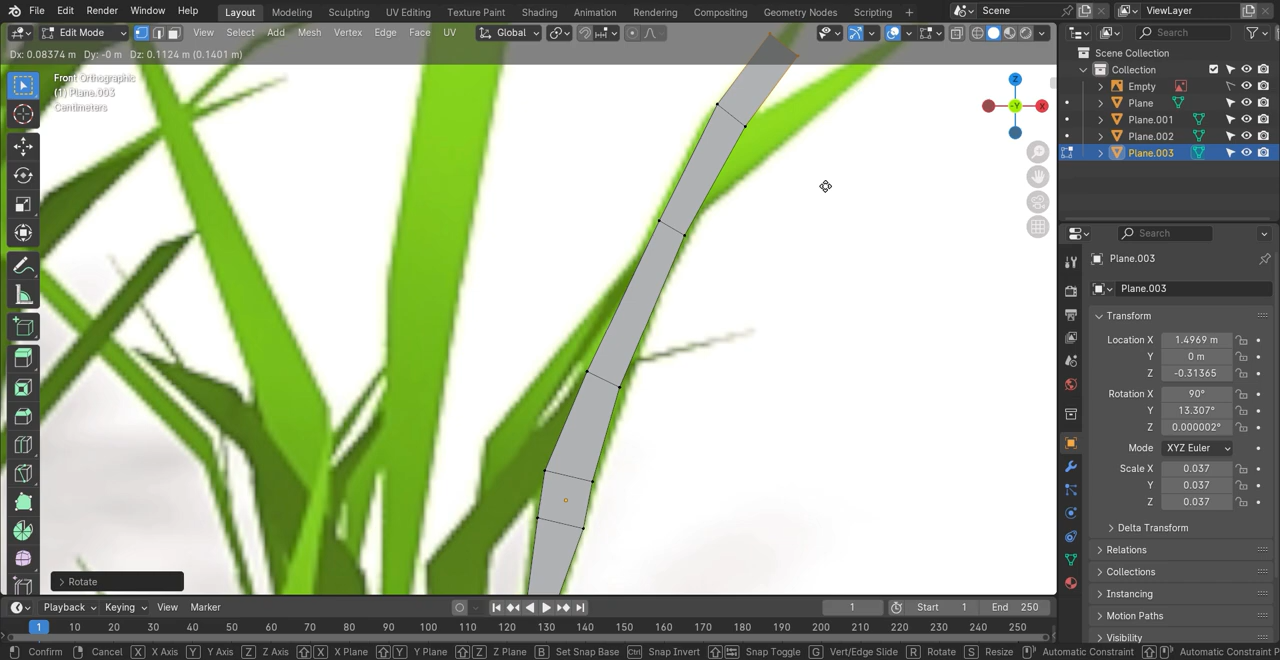 File Edit Render Window Help Layout Modeling Sculpting UV Editing Texture Paint Shading Animation Rendering Compositing Geometry Nodes Scripting + Scene ViewLayer
Edit Mode View Select Add Mesh Vertex Edge Face UV Global Search
Dx: 0.08374 m Dy: -0 m Dz: 0.1124 m (0.1401 m)
Front Orthographic
(1) Plane.003
Centimeters
Z
-Y X
Scene Collection
Collection
Empty
Plane
Plane.001
Plane.002
Plane.003
Search
Plane.003
Plane.003
Transform
Location X 1.4969 m
Y 0 m
Z -0.31365
Rotation X 90°
Y 13.307°
Z 0.000002°
Mode XYZ Euler
Scale X 0.037
Y 0.037
Z 0.037
Delta Transform
Relations
Collections
Instancing
Motion Paths
Visibility
Rotate
Playback Keying View Marker 1 Start 1 End 250
1 10 20 30 40 50 60 70 80 90 100 110 120 130 140 150 160 170 180 190 200 210 220 230 240 250
Confirm Cancel X X Axis Y Y Axis Z Z Axis X X Plane Y Y Plane Z Z Plane B Set Snap Base Ctrl Snap Invert Snap Toggle G Vert/Edge Slide R Rotate S Resize Automatic Constraint Automatic Constraint P